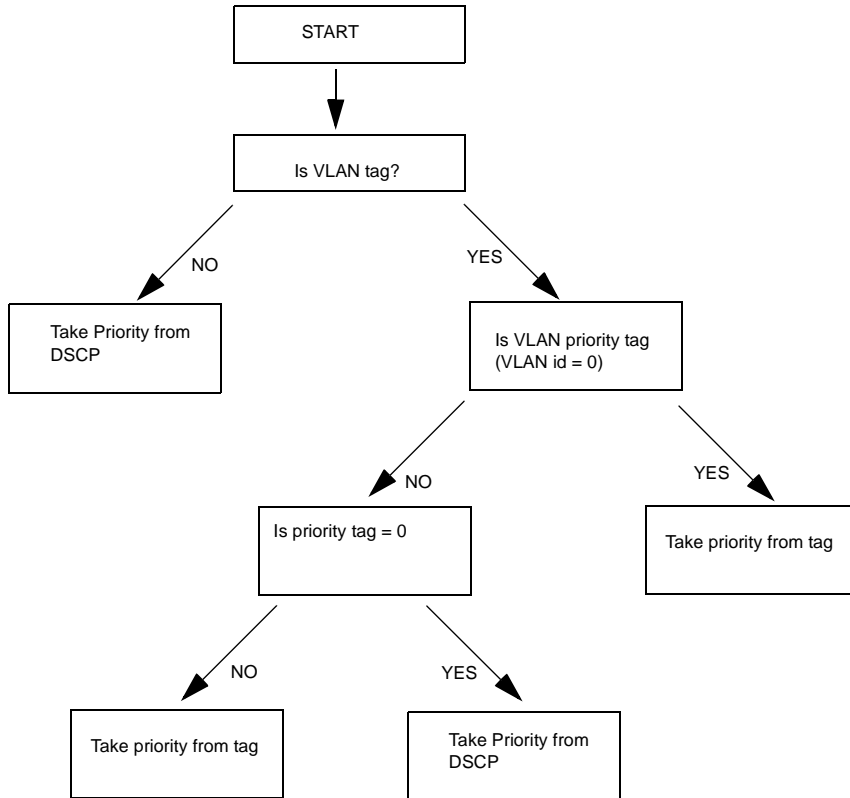 START
Is VLAN tag?
NO
YES
Take Priority from
DSCP
Is VLAN priority tag
(VLAN id = 0)
NO
YES
Is priority tag = 0
Take priority from tag
NO
YES
Take priority from tag
Take Priority from
DSCP